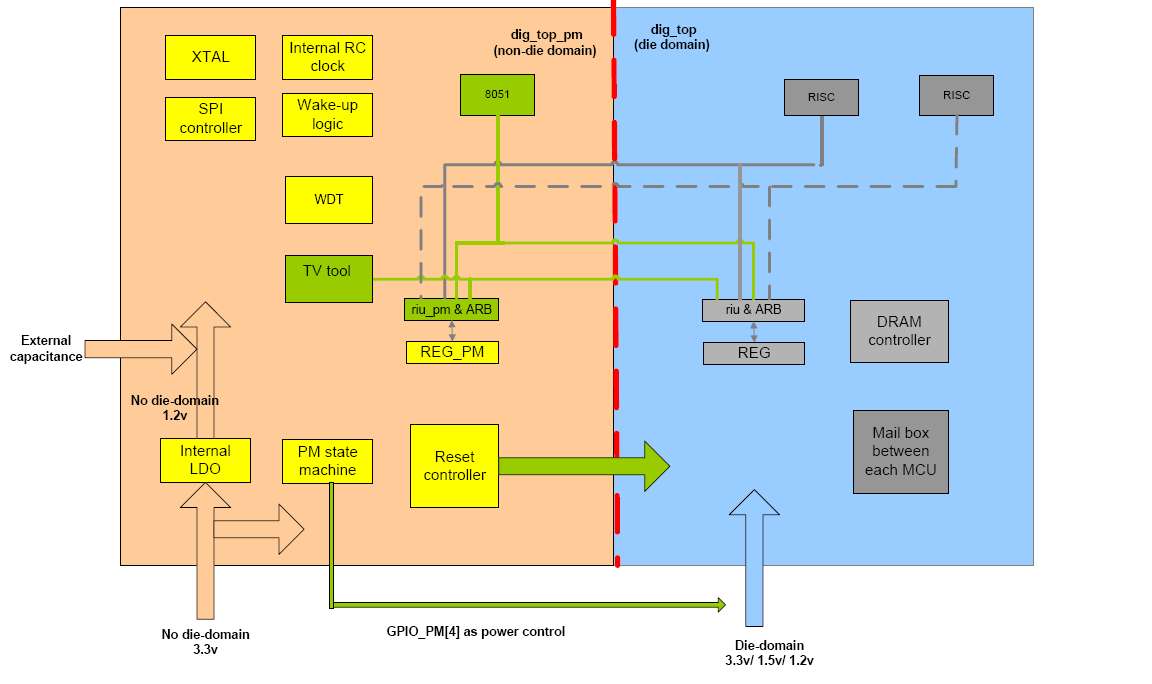 dig_top_pm
(non-die domain)
dig_top
(die domain)
XTAL
Internal RC
clock
8051
RISC
RISC
SPI
controller
Wake-up
logic
WDT
TV tool
riu_pm & ARB
riu & ARB
REG_PM
REG
DRAM
controller
External
capacitance
No die-domain
1.2v
Internal
LDO
PM state
machine
Reset
controller
Mail box
between
each MCU
GPIO_PM[4] as power control
No die-domain
3.3v
Die-domain
3.3v/ 1.5v/ 1.2v